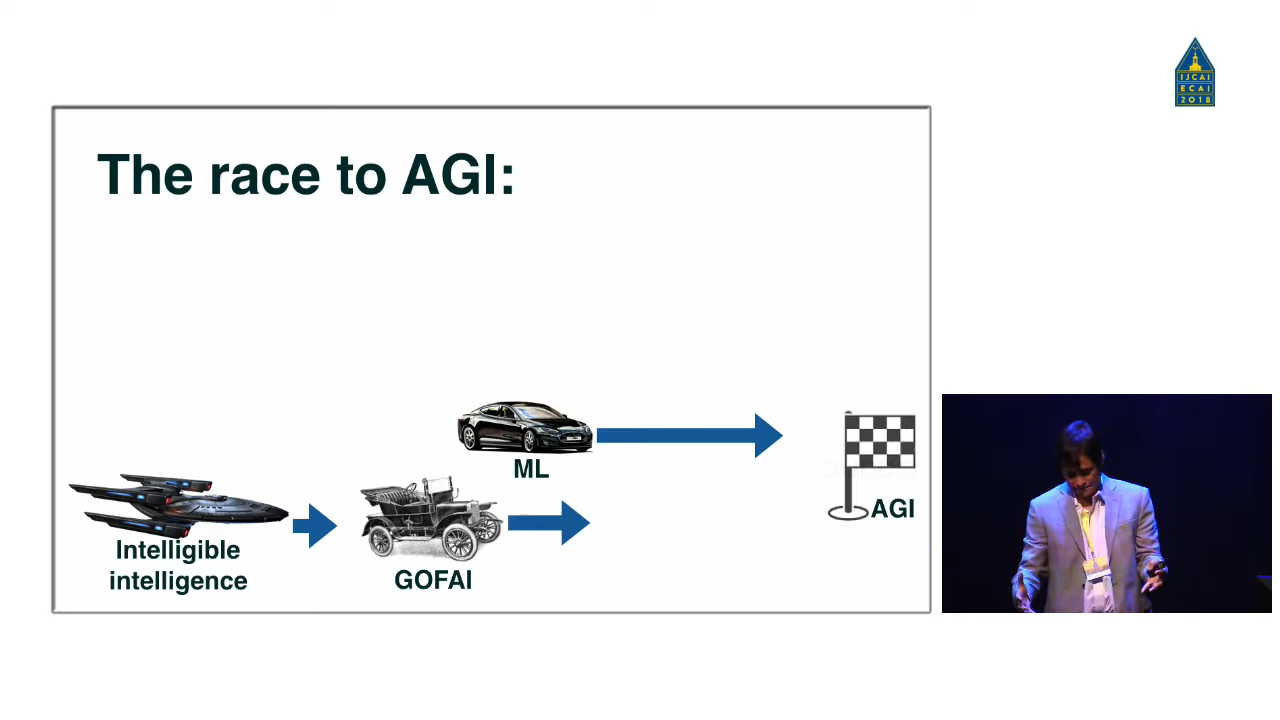 IJCAI
ECAI
2018
The race to AGI:
ML
AGI
Intelligible
intelligence
GOFAI